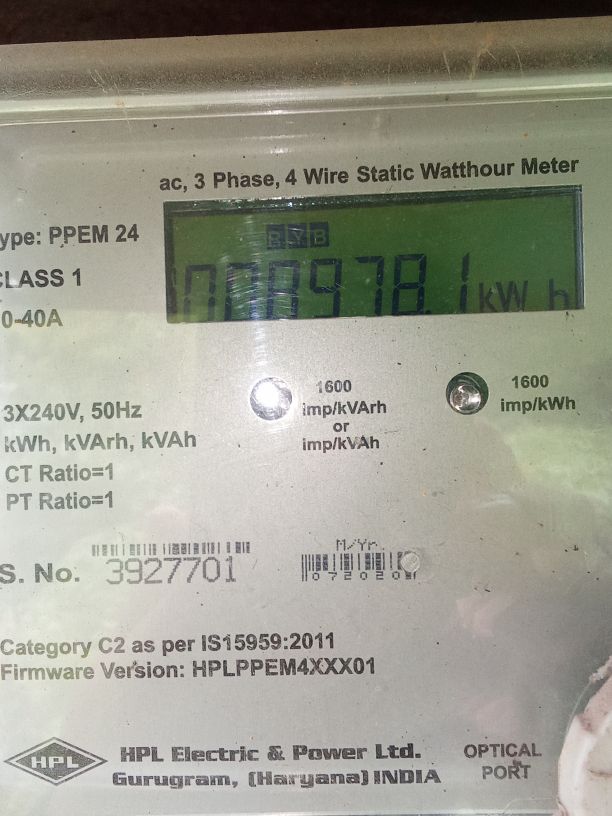 ac, 3 Phase, 4 Wire Static Watthour Meter
ype: PPEM 24
RYB
008978.1 kW h
CLASS 1
0-40A
1600
imp/kVArh
or
imp/kVAh
1600
imp/kWh
3X240V, 50Hz
kWh, kVArh, kVAh
CT Ratio=1
PT Ratio=1
S. No. 3927701
M/Yr.
072020
Category C2 as per IS15959:2011
Firmware Version: HPLPPEM4XXX01
HPL
HPL Electric & Power Ltd.
Gurugram, (Haryana) INDIA
OPTICAL
PORT